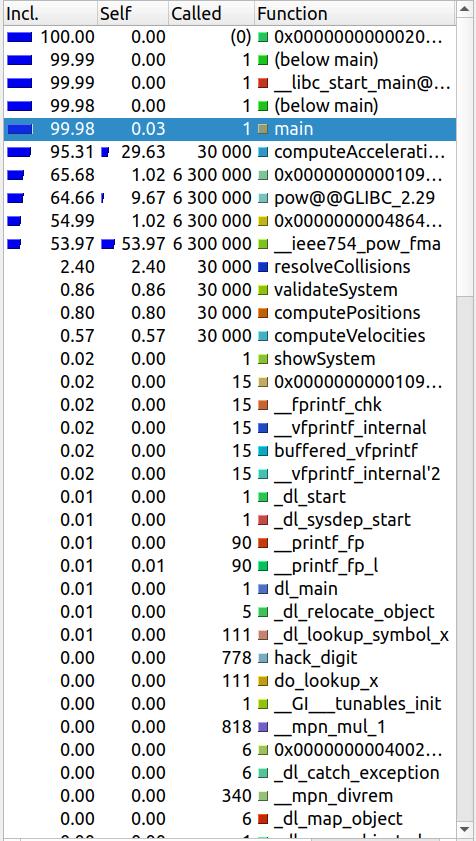 Incl. Self Called Function
100.00 0.00 (0) 0x0000000000020...
99.99 0.00 1 (below main)
99.99 0.00 1 __libc_start_main@...
99.98 0.00 1 (below main)
99.98 0.03 1 main
95.31 29.63 30 000 computeAccelerati...
65.68 1.02 6 300 000 0x0000000000109...
64.66 9.67 6 300 000 pow@@GLIBC_2.29
54.99 1.02 6 300 000 0x0000000004864...
53.97 53.97 6 300 000 __ieee754_pow_fma
2.40 2.40 30 000 resolveCollisions
0.86 0.86 30 000 validateSystem
0.80 0.80 30 000 computePositions
0.57 0.57 30 000 computeVelocities
0.02 0.00 1 showSystem
0.02 0.00 15 0x0000000000109...
0.02 0.00 15 __fprintf_chk
0.02 0.00 15 __vfprintf_internal
0.02 0.00 15 buffered_vfprintf
0.02 0.00 15 __vfprintf_internal'2
0.01 0.00 1 _dl_start
0.01 0.00 1 _dl_sysdep_start
0.01 0.00 90 __printf_fp
0.01 0.01 90 __printf_fp_l
0.01 0.00 1 dl_main
0.01 0.00 5 _dl_relocate_object
0.01 0.00 111 _dl_lookup_symbol_x
0.00 0.00 778 hack_digit
0.00 0.00 111 do_lookup_x
0.00 0.00 1 __GI___tunables_init
0.00 0.00 818 __mpn_mul_1
0.00 0.00 6 0x0000000004002...
0.00 0.00 6 _dl_catch_exception
0.00 0.00 340 __mpn_divrem
0.00 0.00 6 _dl_map_object
0.00 0.00